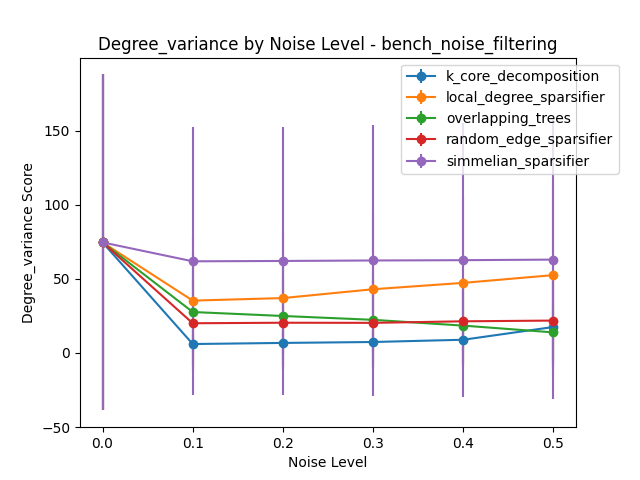 Degree_variance by Noise Level - bench_noise_filtering
k_core_decomposition
local_degree_sparsifier
overlapping_trees
random_edge_sparsifier
simmelian_sparsifier
Degree_variance Score
150
100
50
0
−50
0.0 0.1 0.2 0.3 0.4 0.5
Noise Level